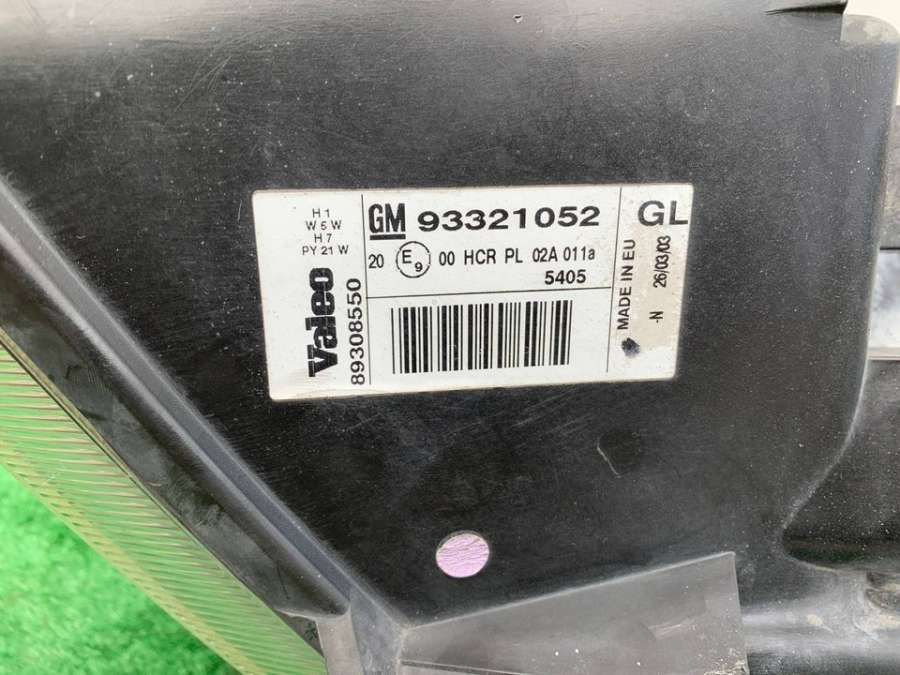 H1
W5W
H7
PY 21 W
Valeo
89308550
GM 93321052
20 E9 00 HCR PL 02A 011a
5405
GL
MADE IN EU
-N 26/03/03